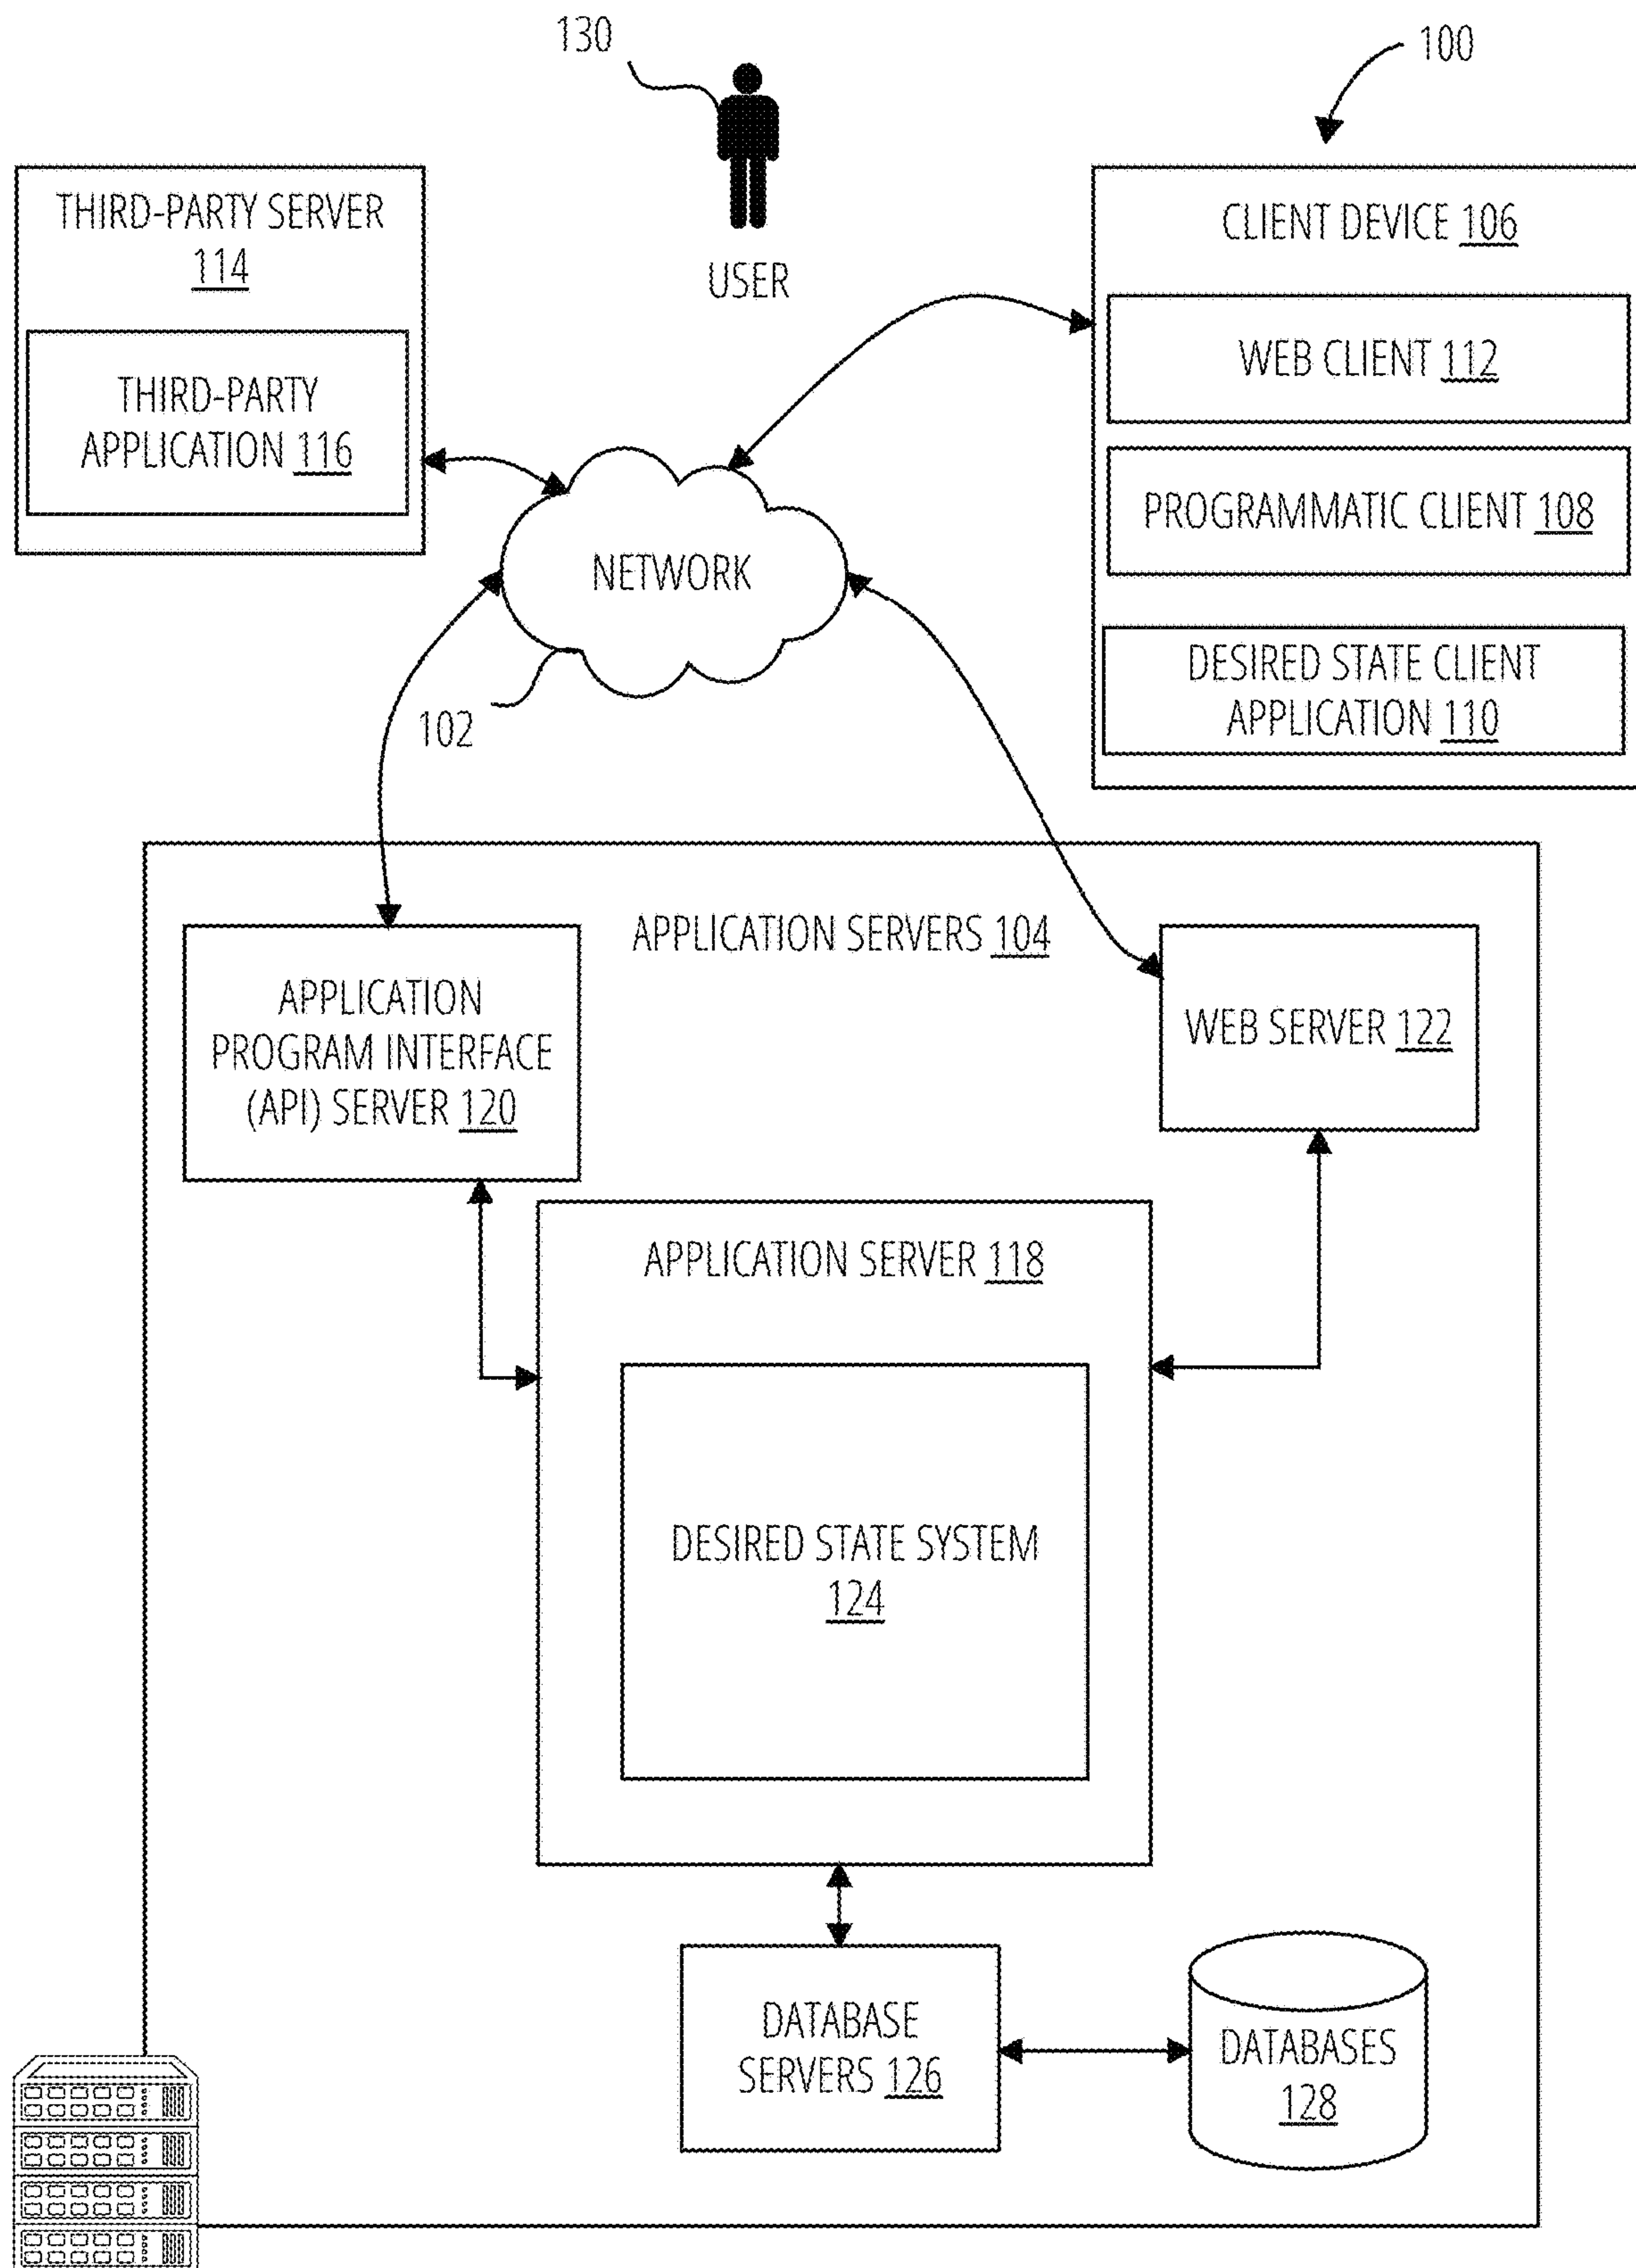 130
100
USER
THIRD-PARTY SERVER
114
THIRD-PARTY
APPLICATION 116
CLIENT DEVICE 106
WEB CLIENT 112
PROGRAMMATIC CLIENT 108
DESIRED STATE CLIENT
APPLICATION 110
NETWORK
102
APPLICATION SERVERS 104
APPLICATION
PROGRAM INTERFACE
(API) SERVER 120
WEB SERVER 122
APPLICATION SERVER 118
DESIRED STATE SYSTEM
124
DATABASE
SERVERS 126
DATABASES
128